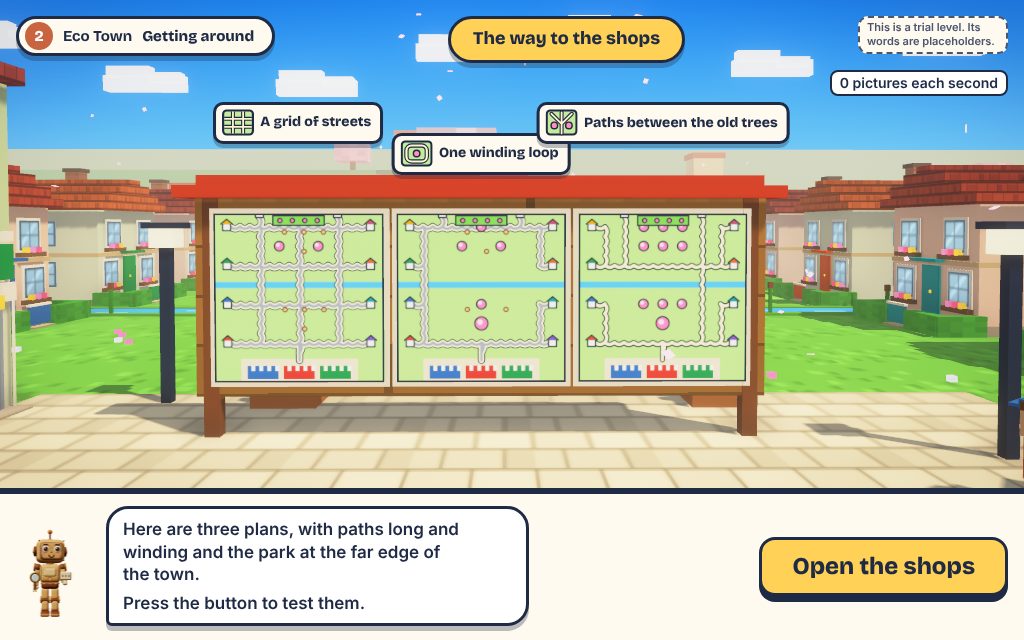 2 Eco Town Getting around
The way to the shops
This is a trial level. Its
words are placeholders.
0 pictures each second
A grid of streets
One winding loop
Paths between the old trees
Here are three plans, with paths long and
winding and the park at the far edge of
the town.
Press the button to test them.
Open the shops